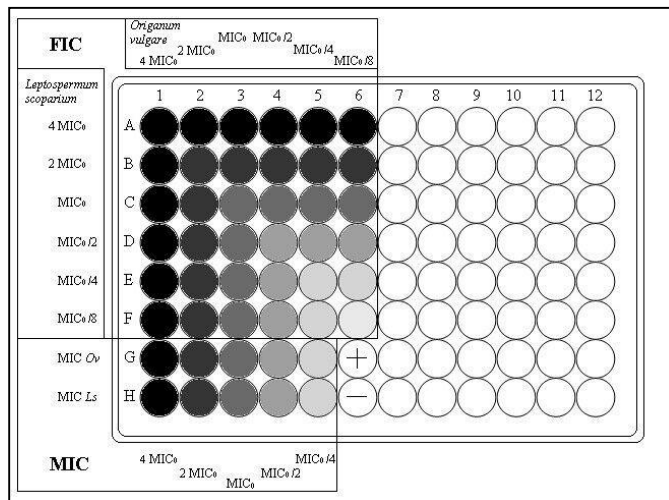 FIC
Origanum
vulgare
4 MIC₀ 2 MIC₀ MIC₀ MIC₀/2 MIC₀/4 MIC₀/8
Leptospermum
scoparium
1 2 3 4 5 6 7 8 9 10 11 12
4 MIC₀ A
2 MIC₀ B
MIC₀ C
MIC₀/2 D
MIC₀/4 E
MIC₀/8 F
MIC Ov G +
MIC Ls H −
MIC
4 MIC₀ 2 MIC₀ MIC₀ MIC₀/2 MIC₀/4